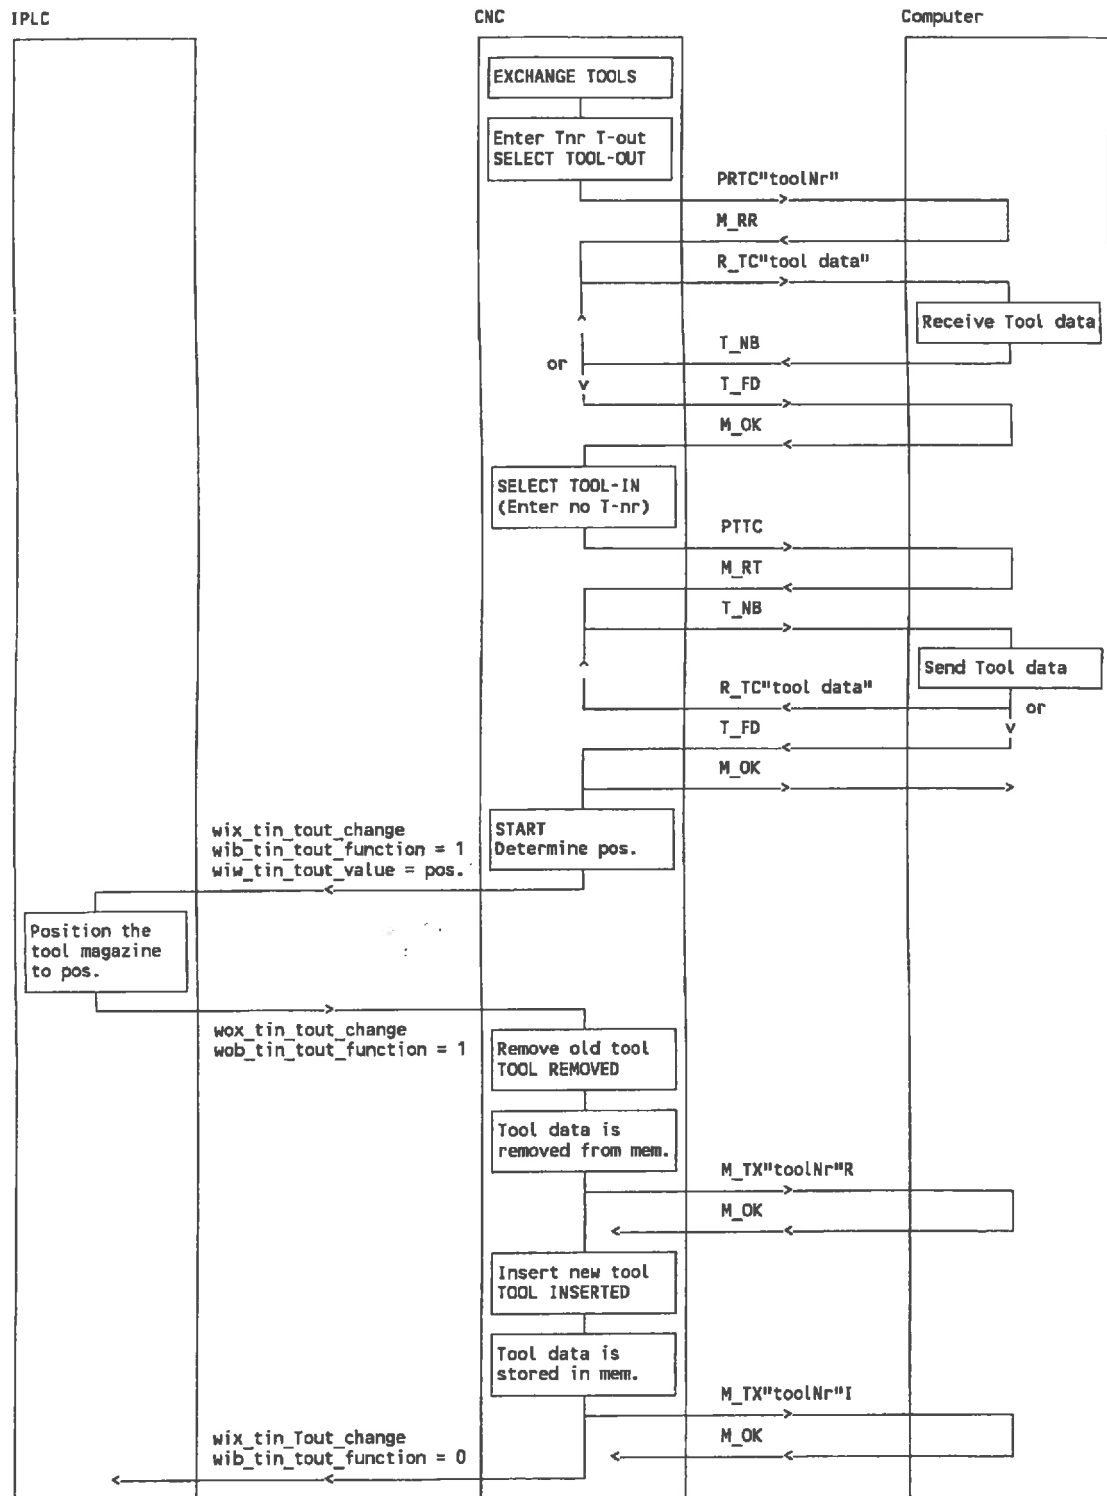 IPLC
CNC
Computer
EXCHANGE TOOLS
Enter Tnr T-out
SELECT TOOL-OUT
PRTC"toolNr"
M_RR
R_TC"tool data"
Receive Tool data
T_NB
or
T_FD
M_OK
SELECT TOOL-IN
(Enter no T-nr)
PTTC
M_RT
T_NB
Send Tool data
R_TC"tool data"
or
T_FD
M_OK
wix_tin_tout_change
wib_tin_tout_function = 1
wiw_tin_tout_value = pos.
START
Determine pos.
Position the
tool magazine
to pos.
wox_tin_tout_change
wob_tin_tout_function = 1
Remove old tool
TOOL REMOVED
Tool data is
removed from mem.
M_TX"toolNr"R
M_OK
Insert new tool
TOOL INSERTED
Tool data is
stored in mem.
M_TX"toolNr"I
M_OK
wix_tin_Tout_change
wib_tin_tout_function = 0